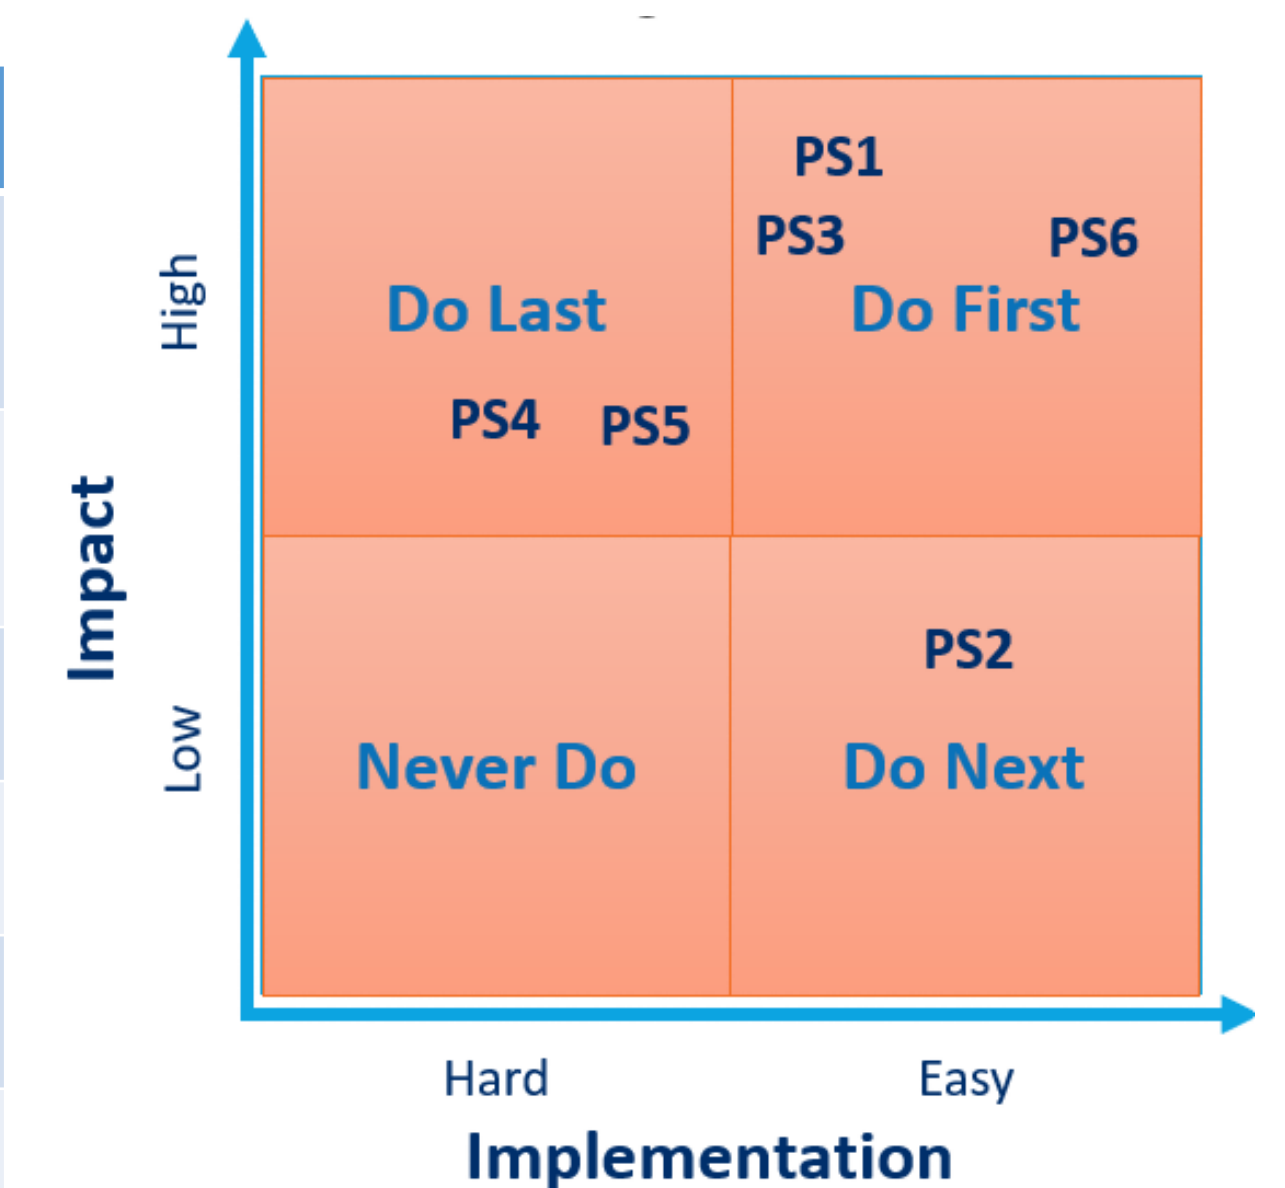 PS1
PS3 PS6
Do Last Do First
PS4 PS5
PS2
Never Do Do Next
High
Impact
Low
Hard Easy
Implementation